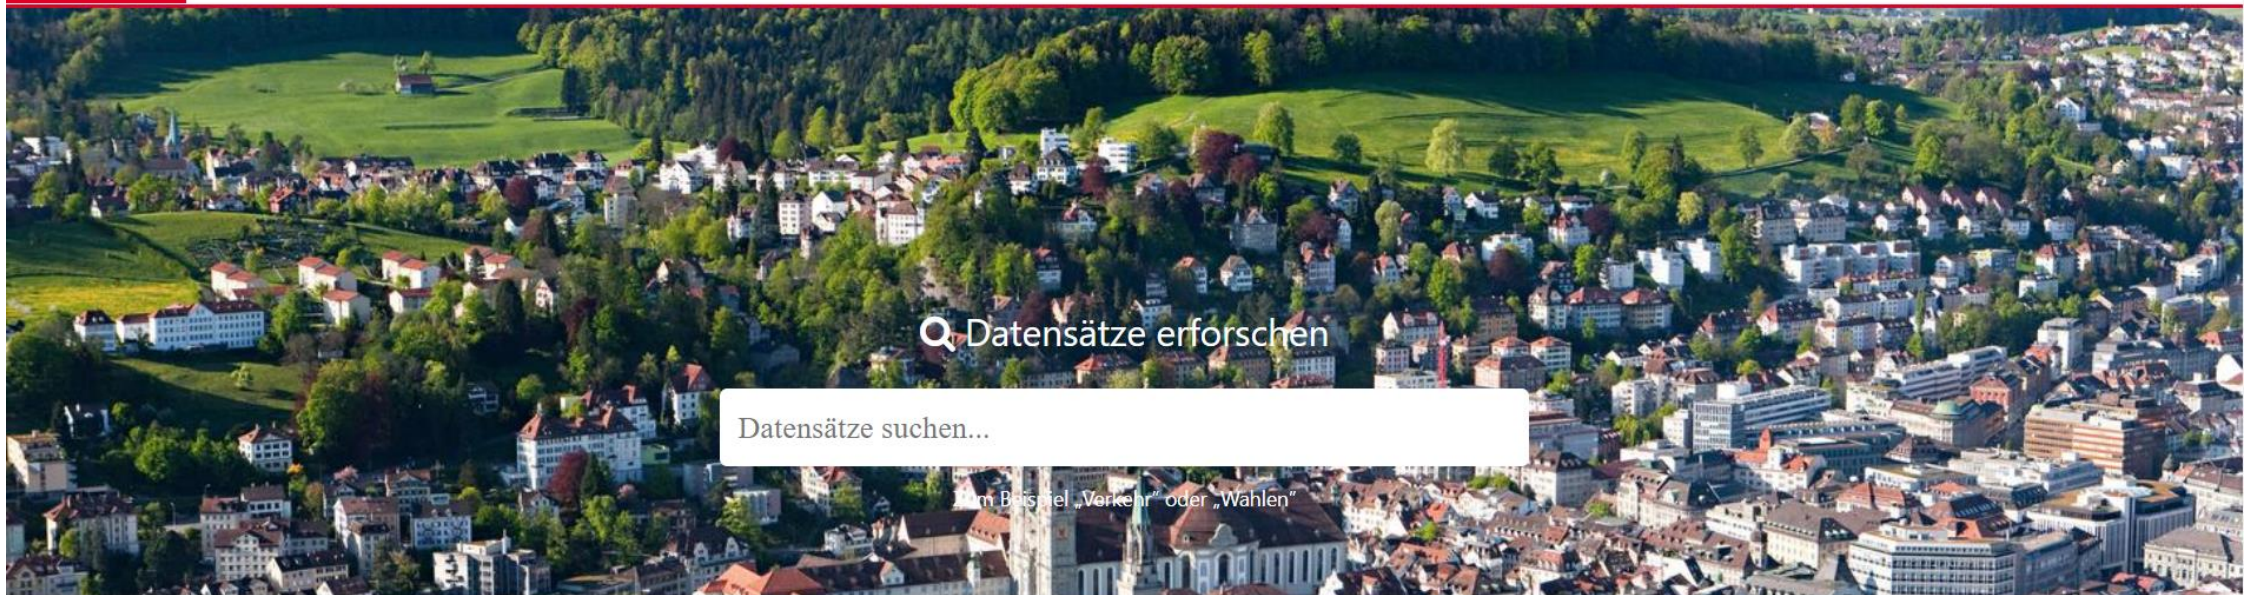 Datensätze erforschen
Datensätze suchen...
Zum Beispiel „Verkehr“ oder „Wahlen“